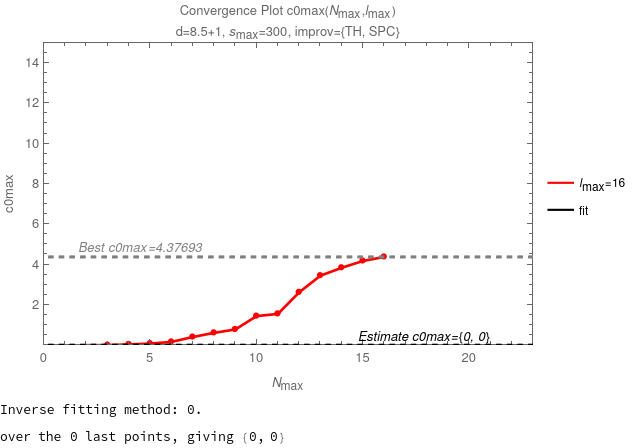 Convergence Plot c0max(Nmax,lmax)
d=8.5+1, smax=300, improv={TH, SPC}
14
12
10
8
6
4
2
c0max
Best c0max=4.37693
Estimate c0max={0, 0}
0
5
10
15
20
Nmax
lmax=16
fit
Inverse fitting method: 0.
over the 0 last points, giving {0, 0}